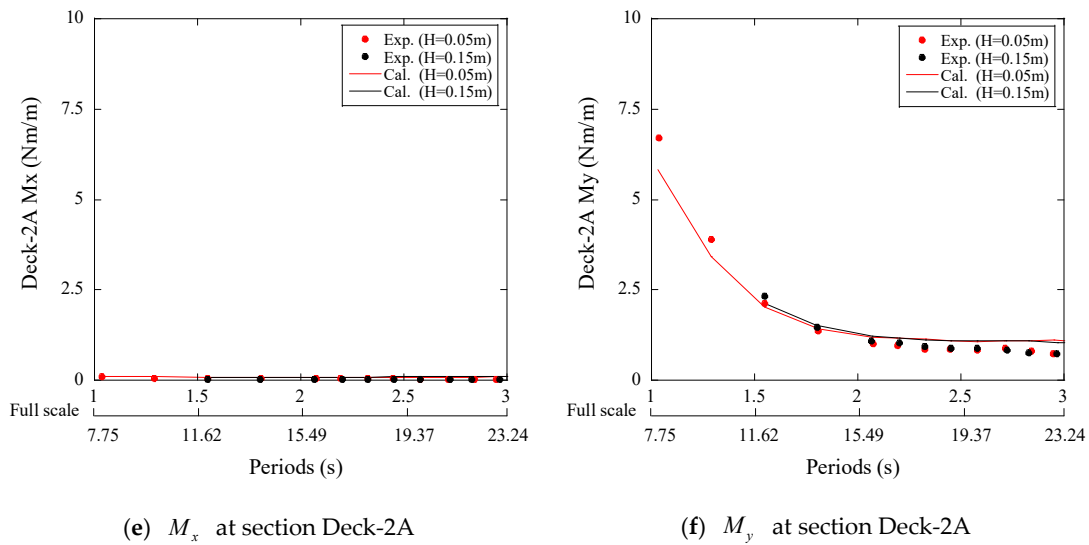 10
7.5
5
2.5
0
Deck-2A Mx (Nm/m)
Exp. (H=0.05m)
Exp. (H=0.15m)
Cal. (H=0.05m)
Cal. (H=0.15m)
1 1.5 2 2.5 3
Full scale
7.75 11.62 15.49 19.37 23.24
Periods (s)
(e) Mx at section Deck-2A
10
7.5
5
2.5
0
Deck-2A My (Nm/m)
Exp. (H=0.05m)
Exp. (H=0.15m)
Cal. (H=0.05m)
Cal. (H=0.15m)
1 1.5 2 2.5 3
Full scale
7.75 11.62 15.49 19.37 23.24
Periods (s)
(f) My at section Deck-2A